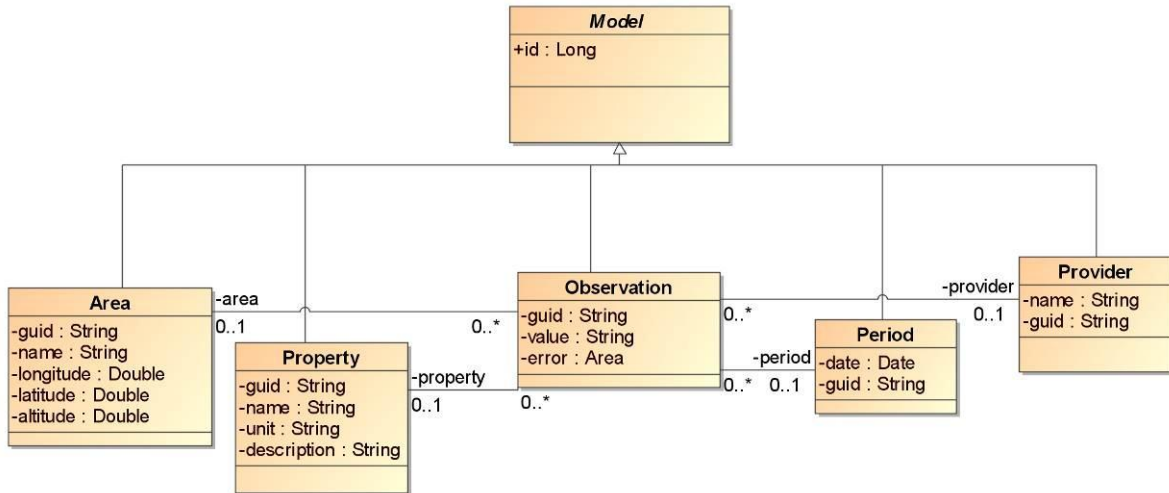 Model
+id : Long
Area
-guid : String
-name : String
-longitude : Double
-latitude : Double
-altitude : Double
-area
0..1
0..*
Property
-guid : String
-name : String
-unit : String
-description : String
-property
0..1
0..*
Observation
-guid : String
-value : String
-error : Area
0..*
-provider
0..1
0..*
-period
0..1
Period
-date : Date
-guid : String
Provider
-name : String
-guid : String